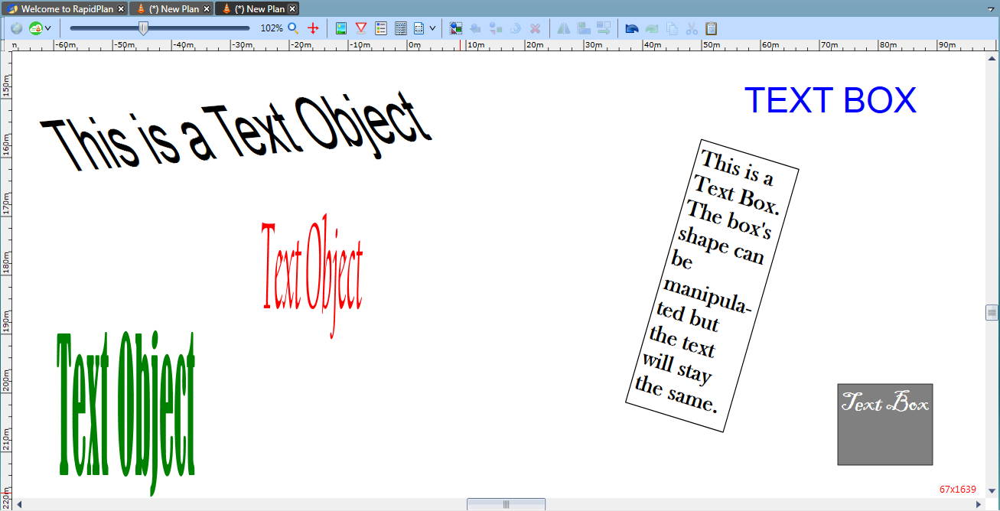 Welcome to RapidPlan
(*) New Plan
(*) New Plan
102%
-60m -50m -40m -30m -20m -10m 0m 10m 20m 30m 40m 50m 60m 70m 80m 90m
150m
160m
170m
180m
190m
200m
210m
220m
This is a Text Object
TEXT BOX
This is a
Text Box.
The box's
shape can
be
manipula-
ted but
the text
will stay
the same.
Text Object
Text Object
Text Box
67x1639